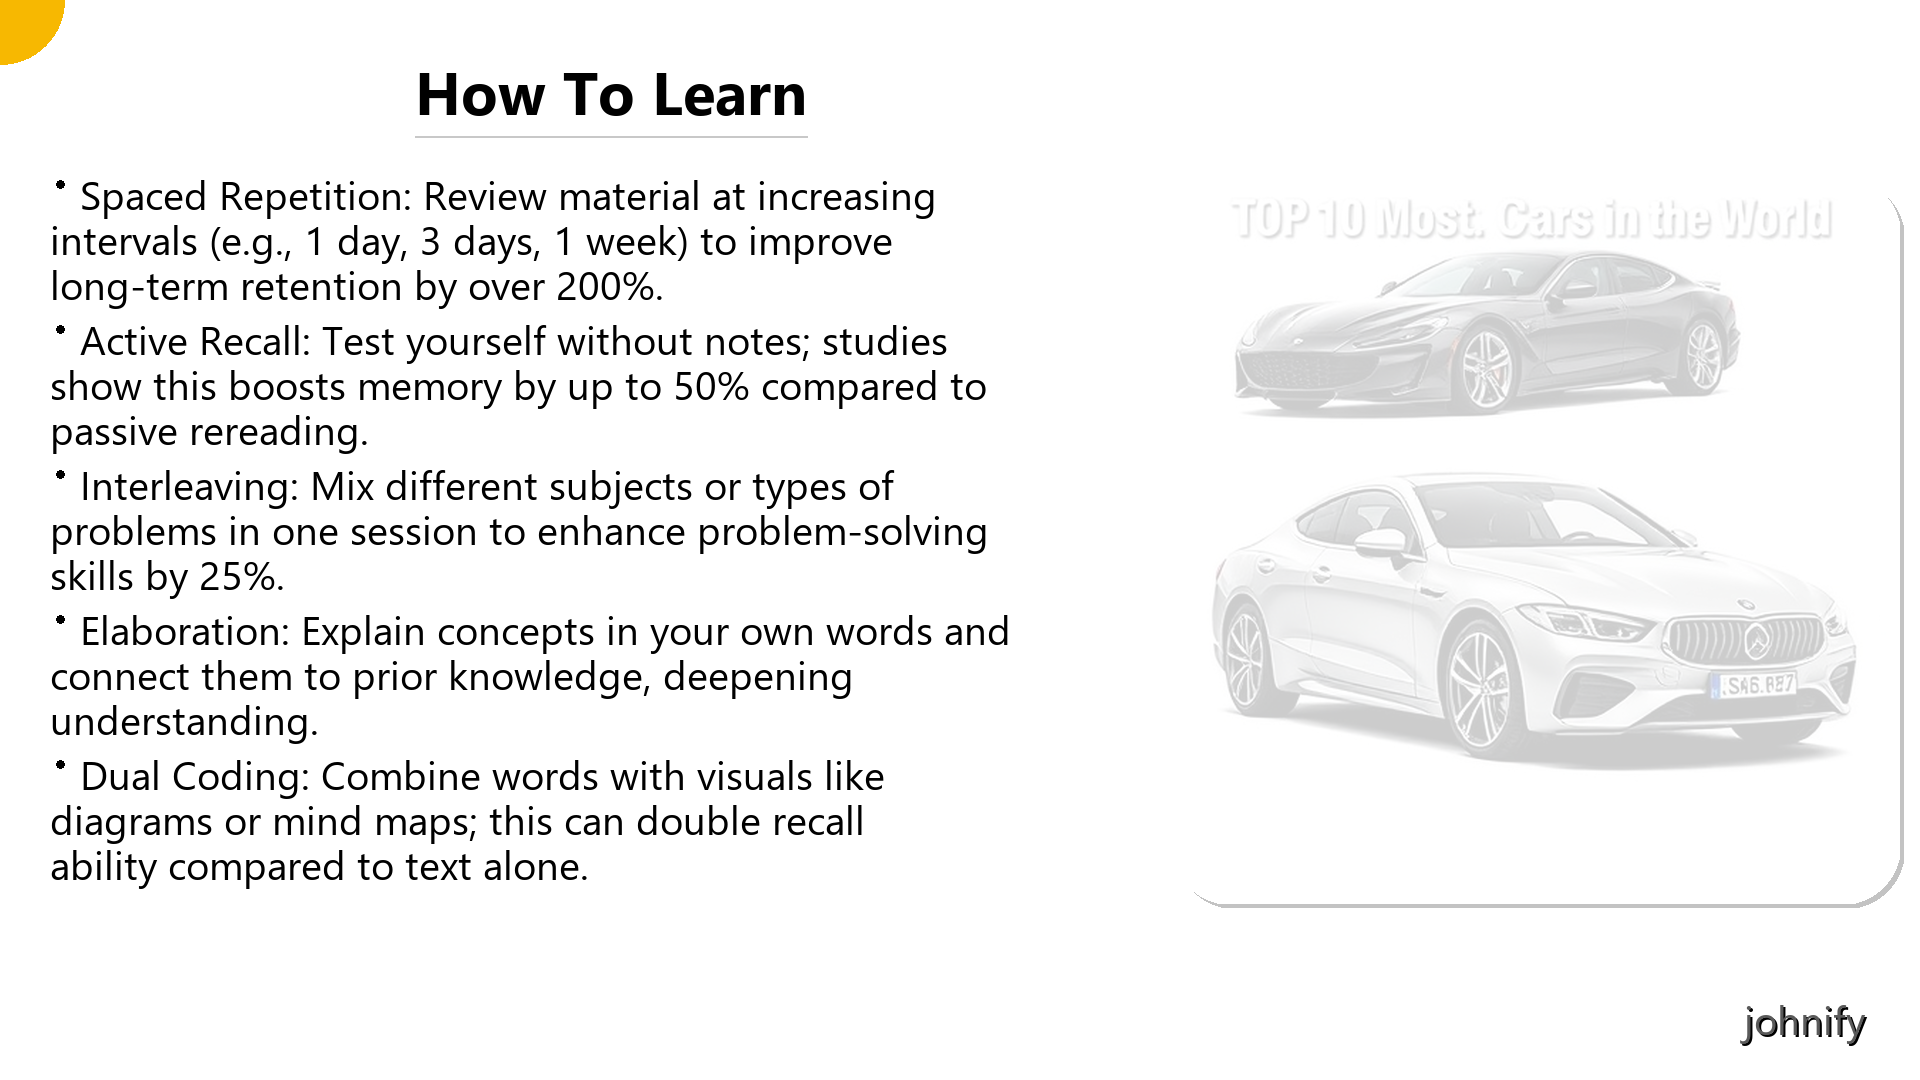 How To Learn
• Spaced Repetition: Review material at increasing
intervals (e.g., 1 day, 3 days, 1 week) to improve
long-term retention by over 200%.
• Active Recall: Test yourself without notes; studies
show this boosts memory by up to 50% compared to
passive rereading.
• Interleaving: Mix different subjects or types of
problems in one session to enhance problem-solving
skills by 25%.
• Elaboration: Explain concepts in your own words and
connect them to prior knowledge, deepening
understanding.
• Dual Coding: Combine words with visuals like
diagrams or mind maps; this can double recall
ability compared to text alone.
TOP 10 Most. Cars in the World
johnify